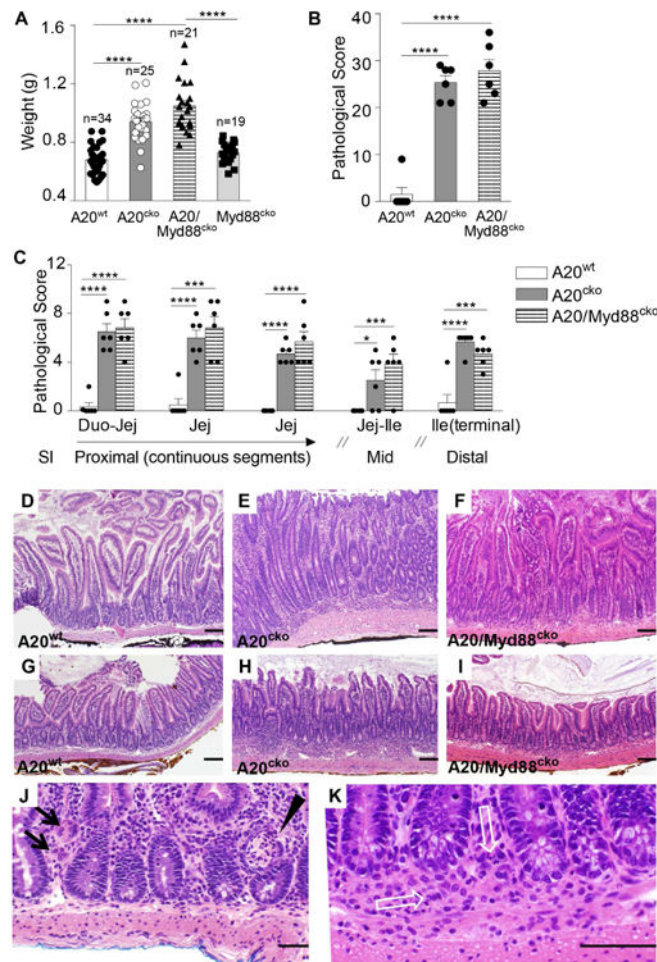 A
****
****
****
n=21
n=25
n=34
n=19
Weight (g)
1.6
1.2
0.8
0.4
A20wt
A20cko
A20/
Myd88cko
Myd88cko
B
****
****
Pathological Score
40
30
20
10
0
A20wt
A20cko
A20/
Myd88cko
C
Pathological Score
12
9
6
3
0
****
****
***
****
****
****
***
*
***
****
A20wt
A20cko
A20/Myd88cko
Duo-Jej
Jej
Jej
Jej-Ile
Ile(terminal)
SI
Proximal (continuous segments)
//
Mid
//
Distal
D
A20wt
E
A20cko
F
A20/Myd88cko
G
A20wt
H
A20cko
I
A20/Myd88cko
J
K